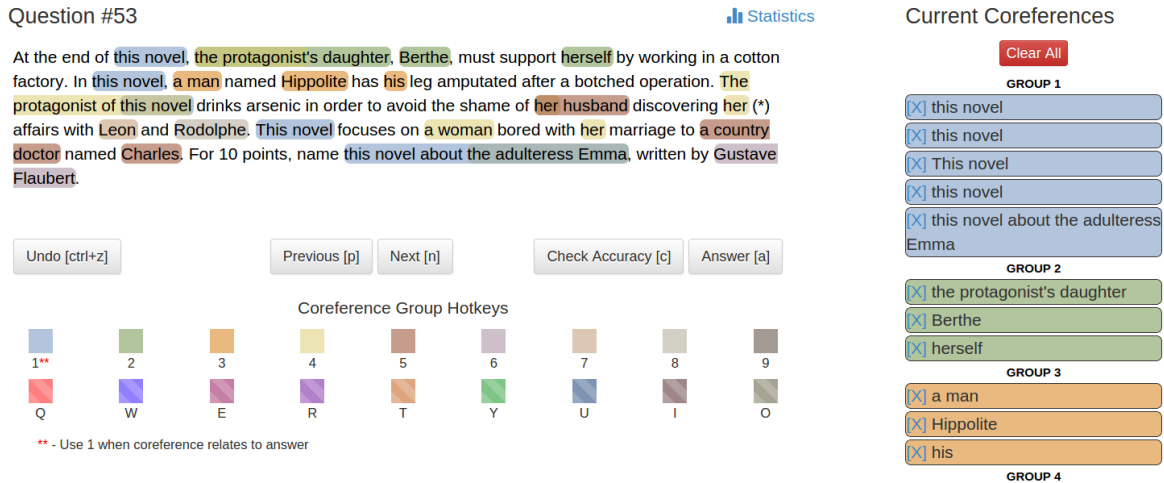 Question #53
Statistics
At the end of this novel, the protagonist's daughter, Berthe, must support herself by working in a cotton
factory. In this novel, a man named Hippolite has his leg amputated after a botched operation. The
protagonist of this novel drinks arsenic in order to avoid the shame of her husband discovering her (*)
affairs with Leon and Rodolphe. This novel focuses on a woman bored with her marriage to a country
doctor named Charles. For 10 points, name this novel about the adulteress Emma, written by Gustave
Flaubert.
Undo [ctrl+z]
Previous [p]
Next [n]
Check Accuracy [c]
Answer [a]
Coreference Group Hotkeys
1** 2 3 4 5 6 7 8 9
Q W E R T Y U I O
** - Use 1 when coreference relates to answer
Current Coreferences
Clear All
GROUP 1
[X] this novel
[X] this novel
[X] This novel
[X] this novel
[X] this novel about the adulteress
Emma
GROUP 2
[X] the protagonist's daughter
[X] Berthe
[X] herself
GROUP 3
[X] a man
[X] Hippolite
[X] his
GROUP 4